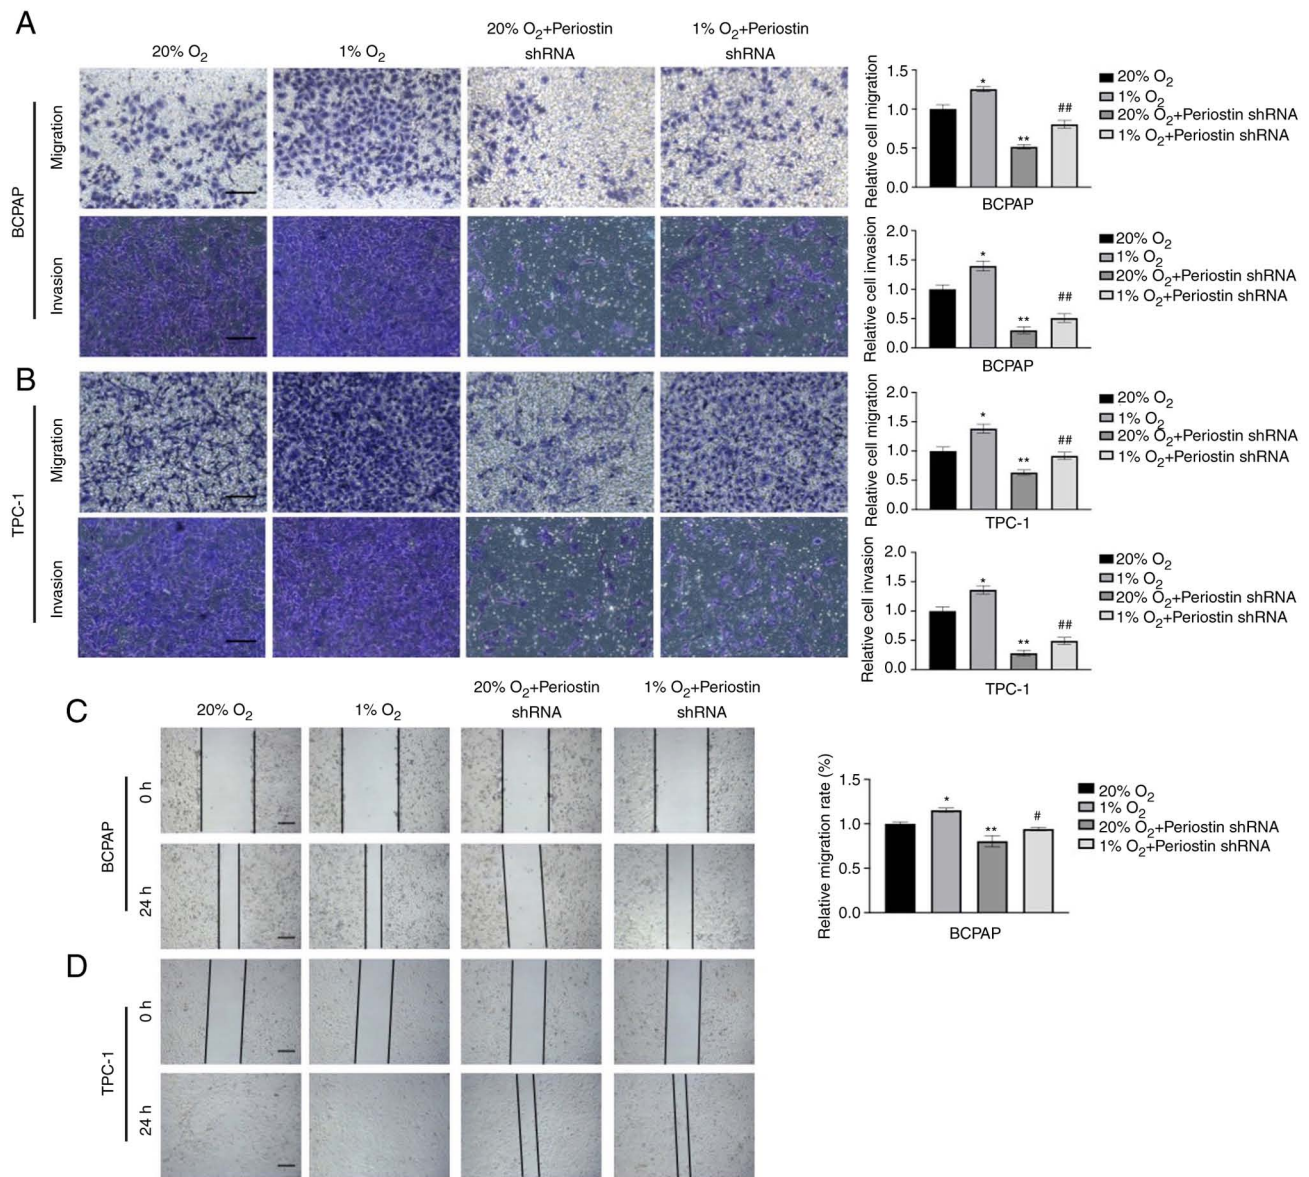 A
20% O2
1% O2
20% O2+Periostin
shRNA
1% O2+Periostin
shRNA
BCPAP
Migration
Invasion
Relative cell migration
1.5
1.0
0.5
0.0
*
**
##
BCPAP
20% O2
1% O2
20% O2+Periostin shRNA
1% O2+Periostin shRNA
Relative cell invasion
2.0
1.5
1.0
0.5
0.0
*
**
##
BCPAP
20% O2
1% O2
20% O2+Periostin shRNA
1% O2+Periostin shRNA
B
TPC-1
Migration
Invasion
Relative cell migration
2.0
1.5
1.0
0.5
0.0
*
**
##
TPC-1
20% O2
1% O2
20% O2+Periostin shRNA
1% O2+Periostin shRNA
Relative cell invasion
2.0
1.5
1.0
0.5
0.0
*
**
##
TPC-1
20% O2
1% O2
20% O2+Periostin shRNA
1% O2+Periostin shRNA
C
20% O2
1% O2
20% O2+Periostin
shRNA
1% O2+Periostin
shRNA
BCPAP
0 h
24 h
Relative migration rate (%)
1.5
1.0
0.5
0.0
*
**
#
BCPAP
20% O2
1% O2
20% O2+Periostin shRNA
1% O2+Periostin shRNA
D
TPC-1
0 h
24 h